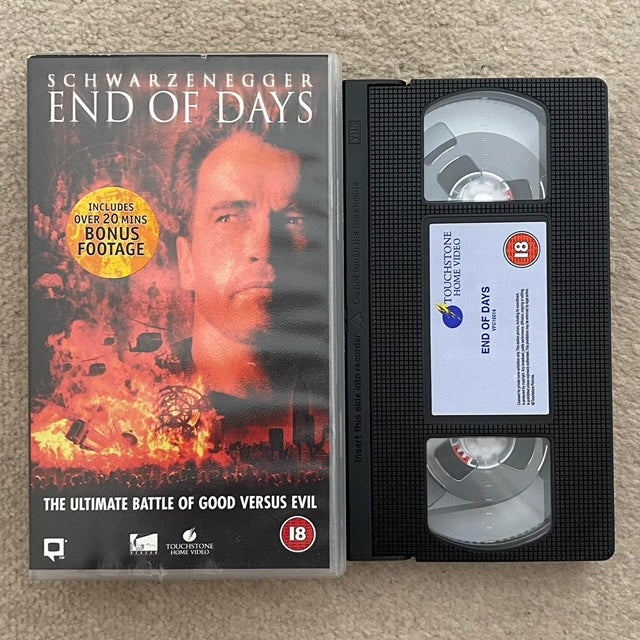 SCHWARZENEGGER
END OF DAYS
INCLUDES
OVER 20 MINS
BONUS
FOOTAGE
THE ULTIMATE BATTLE OF GOOD VERSUS EVIL
TOUCHSTONE
HOME VIDEO
18
VHS
Insert this side into recorder
TOUCHSTONE
HOME VIDEO
END OF DAYS
18